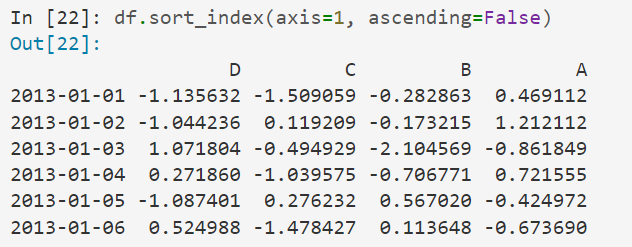 In [22]: df.sort_index(axis=1, ascending=False)
Out[22]:
                   D         C         B         A
2013-01-01 -1.135632 -1.509059 -0.282863  0.469112
2013-01-02 -1.044236  0.119209 -0.173215  1.212112
2013-01-03  1.071804 -0.494929 -2.104569 -0.861849
2013-01-04  0.271860 -1.039575 -0.706771  0.721555
2013-01-05 -1.087401  0.276232  0.567020 -0.424972
2013-01-06  0.524988 -1.478427  0.113648 -0.673690